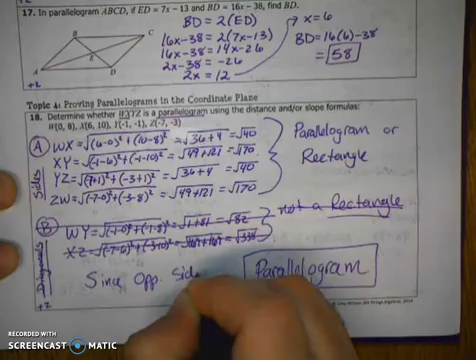 17. In parallelogram ABCD, if ED = 7x - 13 and BD = 16x - 38, find BD.
B
C
E
A
D
+2
BD = 2(ED)
16x-38 = 2(7x-13)
16x-38 = 14x-26
2x-38 = -26
2x = 12
x = 6
BD = 16(6)-38
= 58
Topic 4: Proving Parallelograms in the Coordinate Plane
18. Determine whether WXYZ is a parallelogram using the distance and/or slope formulas:
W(0, 8), X(6, 10), Y(-1, -1), Z(-7, -3)
A WX = √(6-0)² + (10-8)² = √36+4 = √40
XY = √(-1-6)² + (-1-10)² = √49+121 = √170
YZ = √(-7+1)² + (-3+1)² = √36+4 = √40
ZW = √(-7-0)² + (-3-8)² = √49+121 = √170
Sides
Parallelogram or
Rectangle
B WY = √(-1-0)² + (-1-8)² = √1+81 = √82
not a Rectangle
Diagonals
+2
Since Opp. Side
Parallelogram
RECORDED WITH
SCREENCAST MATIC